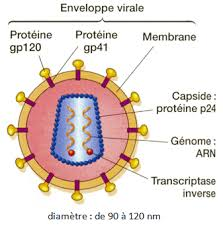 Enveloppe virale
Protéine gp120
Protéine gp41
Membrane
Capside :
protéine p24
Génome :
ARN
Transcriptase
inverse
diamètre : de 90 à 120 nm